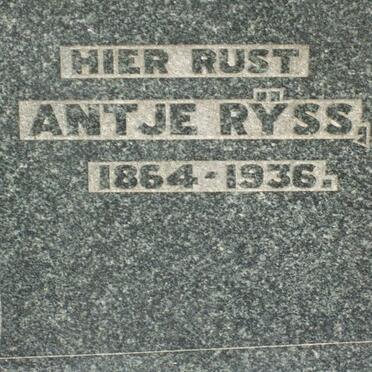 HIER RUST
ANTJE RŸSS,
1864-1936.